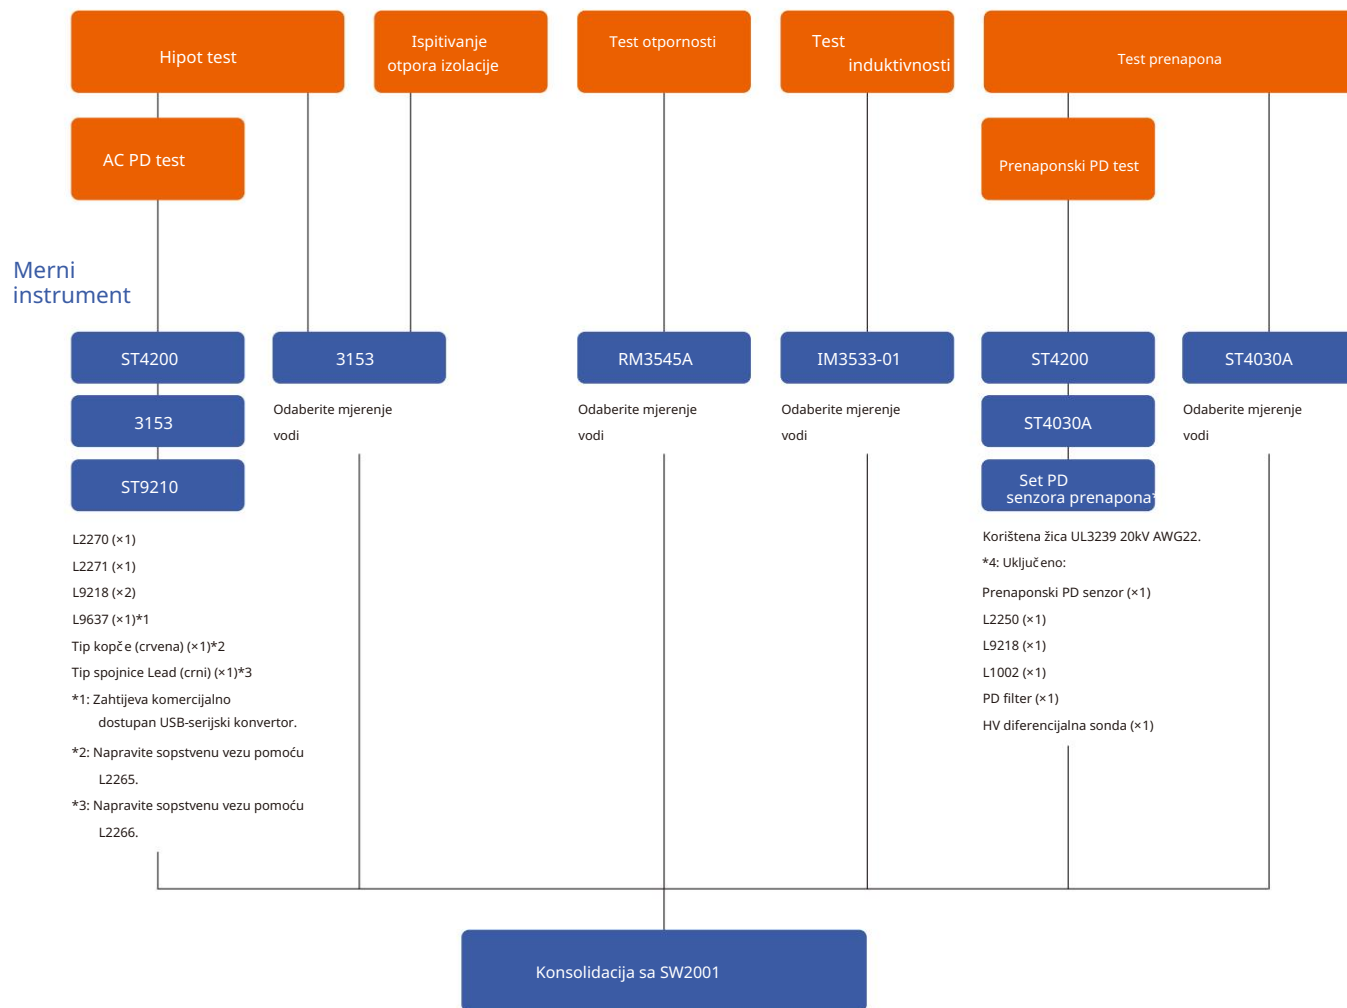 Hipot test
Ispitivanje
otpora izolacije
Test otpornosti
Test
induktivnosti
Test prenapona
AC PD test
Prenaponski PD test
Merni
instrument
ST4200
3153
RM3545A
IM3533-01
ST4200
ST4030A
3153
ST9210
Odaberite mjerenje
vodi
Odaberite mjerenje
vodi
Odaberite mjerenje
vodi
ST4030A
Set PD
senzora prenapona*
Odaberite mjerenje
vodi
L2270 (×1)
L2271 (×1)
L9218 (×2)
L9637 (×1)*1
Tip kopče (crvena) (×1)*2
Tip spojnice Lead (crni) (×1)*3
*1: Zahtijeva komercijalno
dostupan USB-serijski konvertor.
*2: Napravite sopstvenu vezu pomoću
L2265.
*3: Napravite sopstvenu vezu pomoću
L2266.
Korištena žica UL3239 20kV AWG22.
*4: Uključeno:
Prenaponski PD senzor (×1)
L2250 (×1)
L9218 (×1)
L1002 (×1)
PD filter (×1)
HV diferencijalna sonda (×1)
Konsolidacija sa SW2001